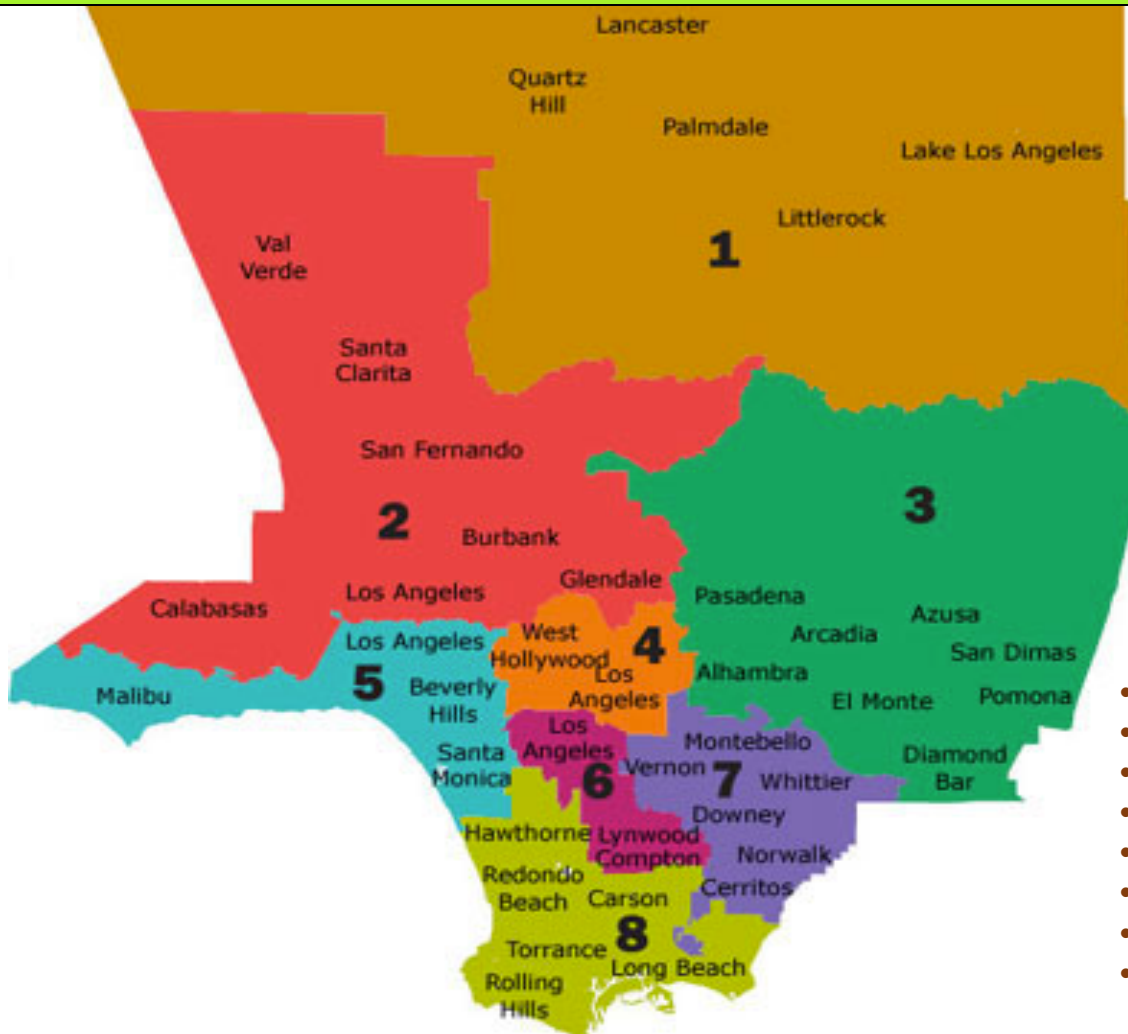 Lancaster
Quartz
Hill
Palmdale
Lake Los Angeles
Littlerock
1
Val
Verde
Santa
Clarita
San Fernando
2
Burbank
Glendale
Los Angeles
Calabasas
3
Pasadena
Azusa
Arcadia
San Dimas
Alhambra
El Monte
Pomona
Diamond
Bar
West
Hollywood
4
Los
Angeles
Los Angeles
5
Beverly
Hills
Malibu
Santa
Monica
Los
Angeles
6
Lynwood
Compton
Montebello
Vernon
7
Whittier
Downey
Norwalk
Cerritos
Hawthorne
Redondo
Beach
Carson
8
Torrance
Long Beach
Rolling
Hills